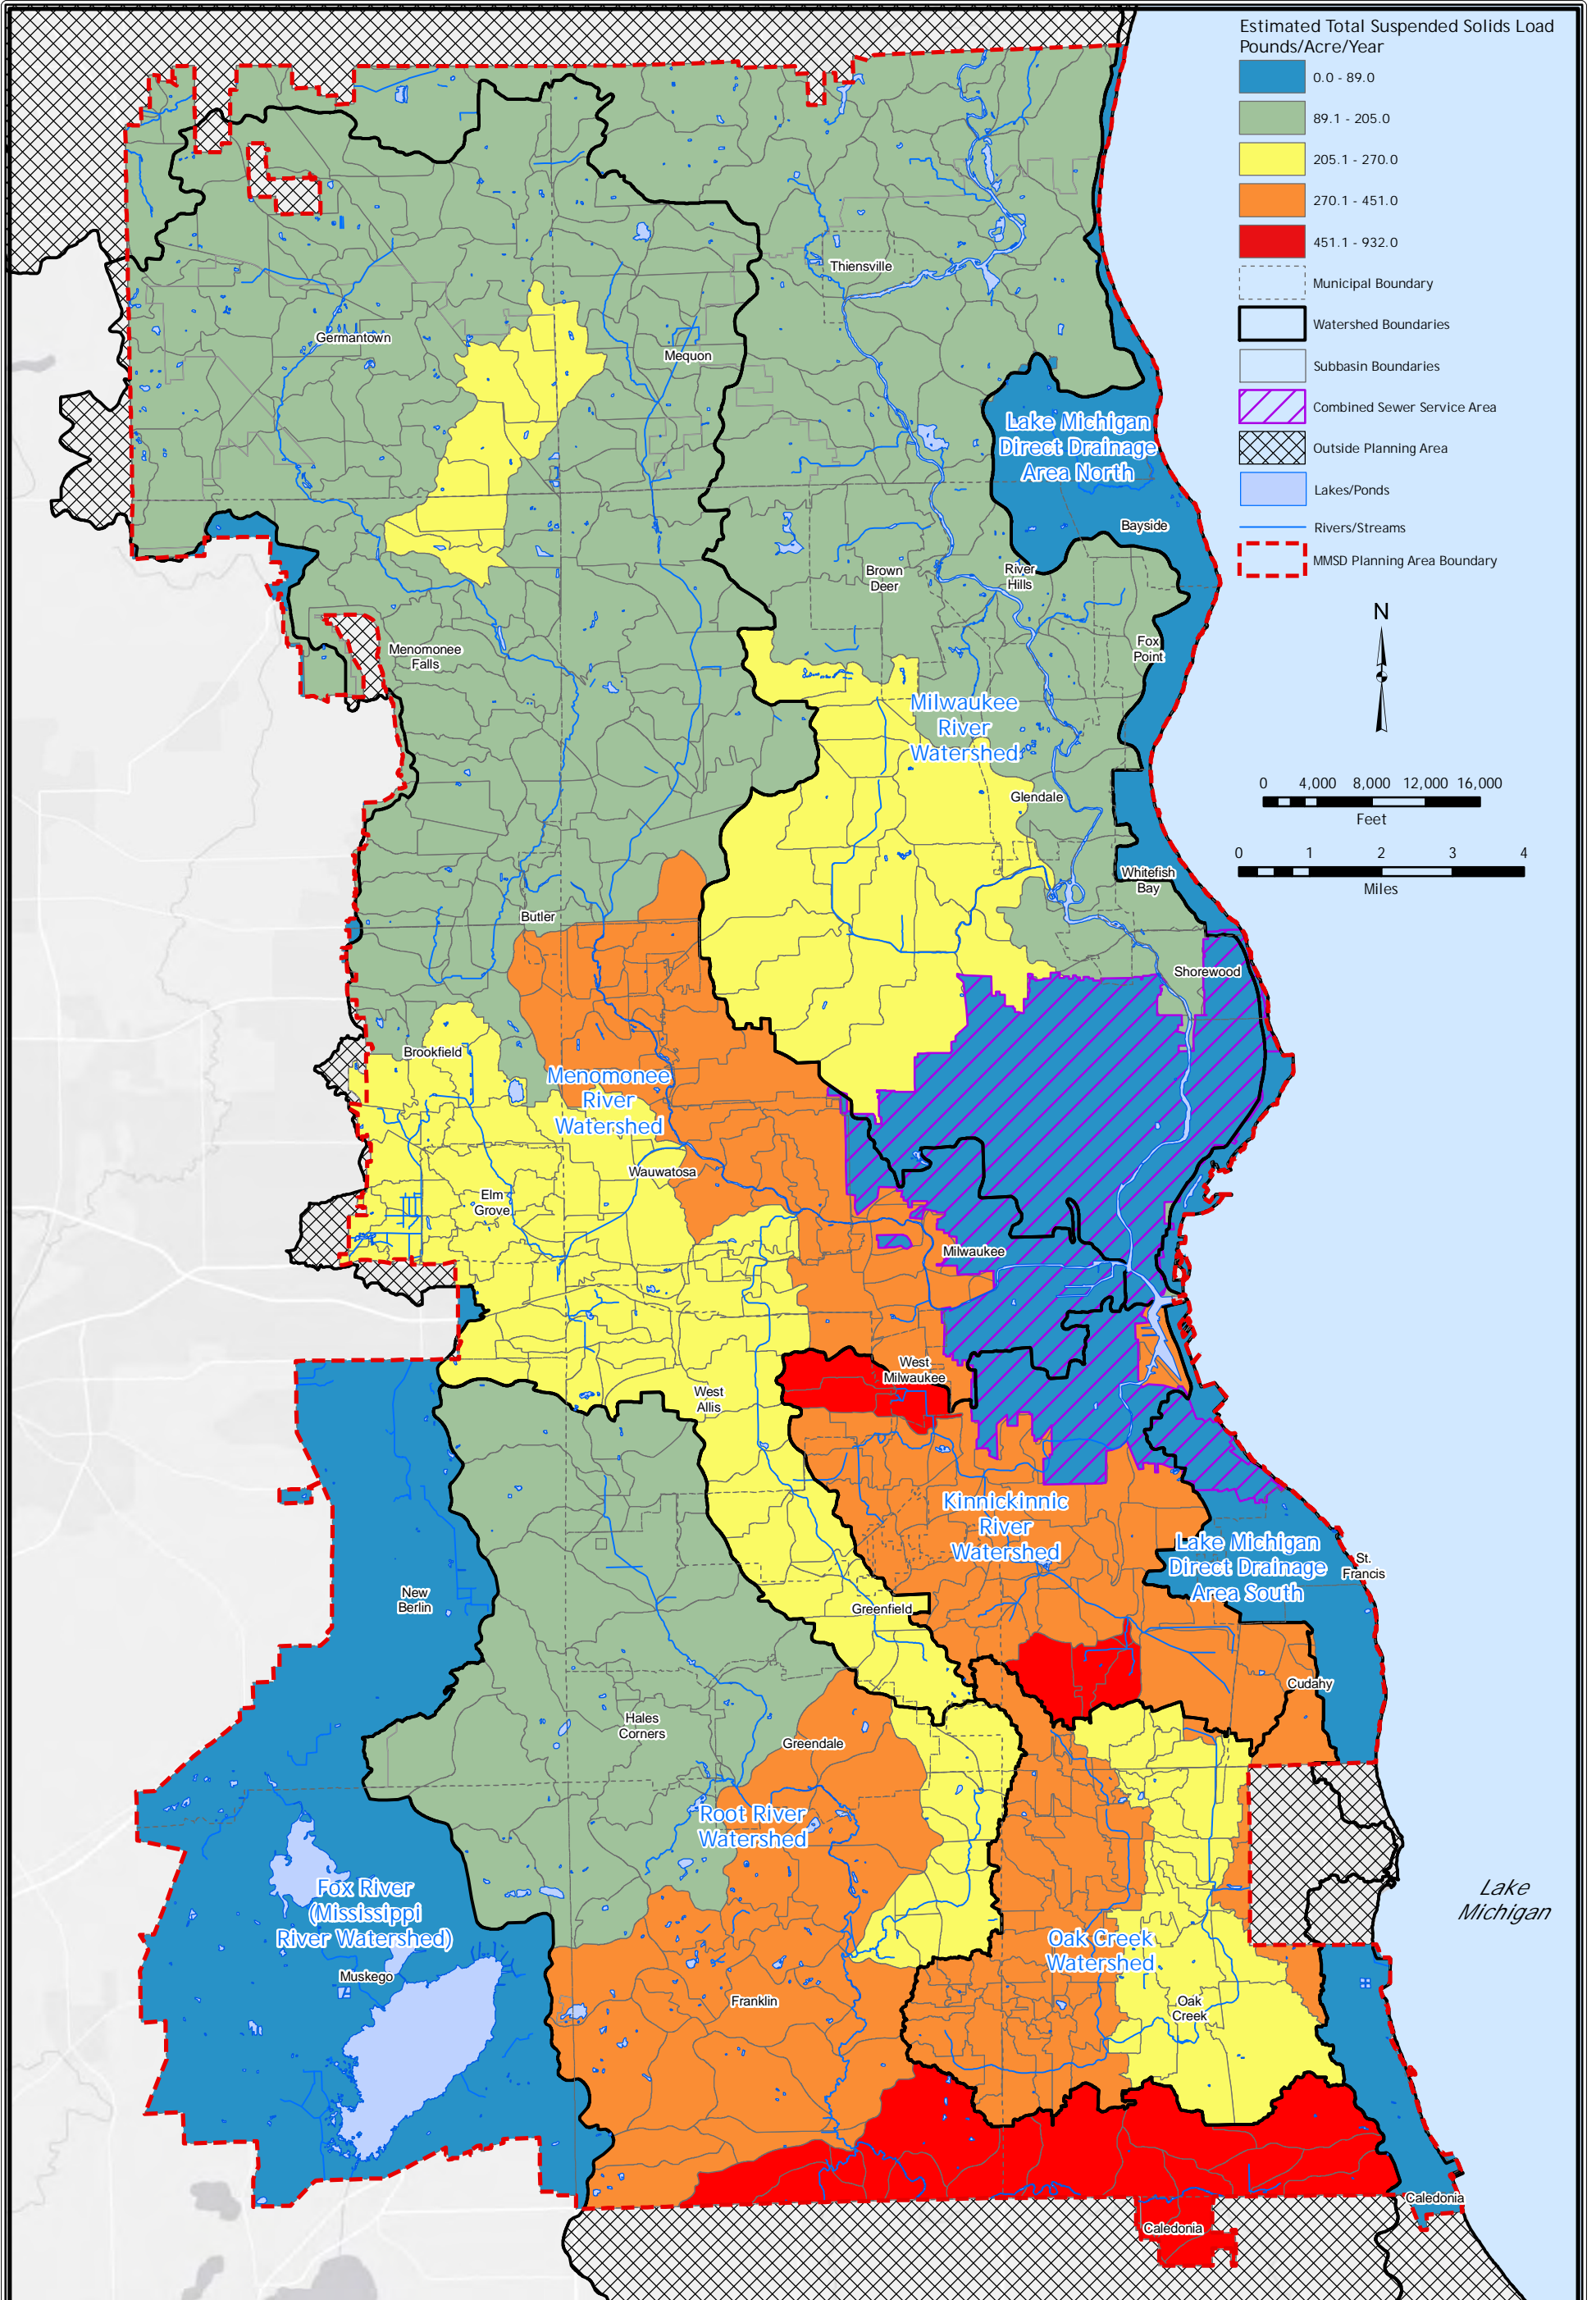 Estimated Total Suspended Solids Load
Pounds/Acre/Year
0.0 - 89.0
89.1 - 205.0
205.1 - 270.0
270.1 - 451.0
451.1 - 932.0
Municipal Boundary
Watershed Boundaries
Subbasin Boundaries
Combined Sewer Service Area
Outside Planning Area
Lakes/Ponds
Rivers/Streams
MMSD Planning Area Boundary
N
0 4,000 8,000 12,000 16,000
Feet
0 1 2 3 4
Miles
Thiensville
Germantown
Mequon
Lake Michigan
Direct Drainage
Area North
Bayside
Brown
Deer
River
Hills
Fox
Point
Menomonee
Falls
Milwaukee
River
Watershed
Glendale
Whitefish
Bay
Butler
Shorewood
Brookfield
Menomonee
River
Watershed
Wauwatosa
Elm
Grove
Milwaukee
West
Milwaukee
West
Allis
Kinnickinnic
River
Watershed
Lake Michigan
Direct Drainage
Area South
St.
Francis
New
Berlin
Greenfield
Cudahy
Hales
Corners
Greendale
Root River
Watershed
Fox River
(Mississippi
River Watershed)
Lake
Michigan
Oak Creek
Watershed
Muskego
Franklin
Oak
Creek
Caledonia
Caledonia